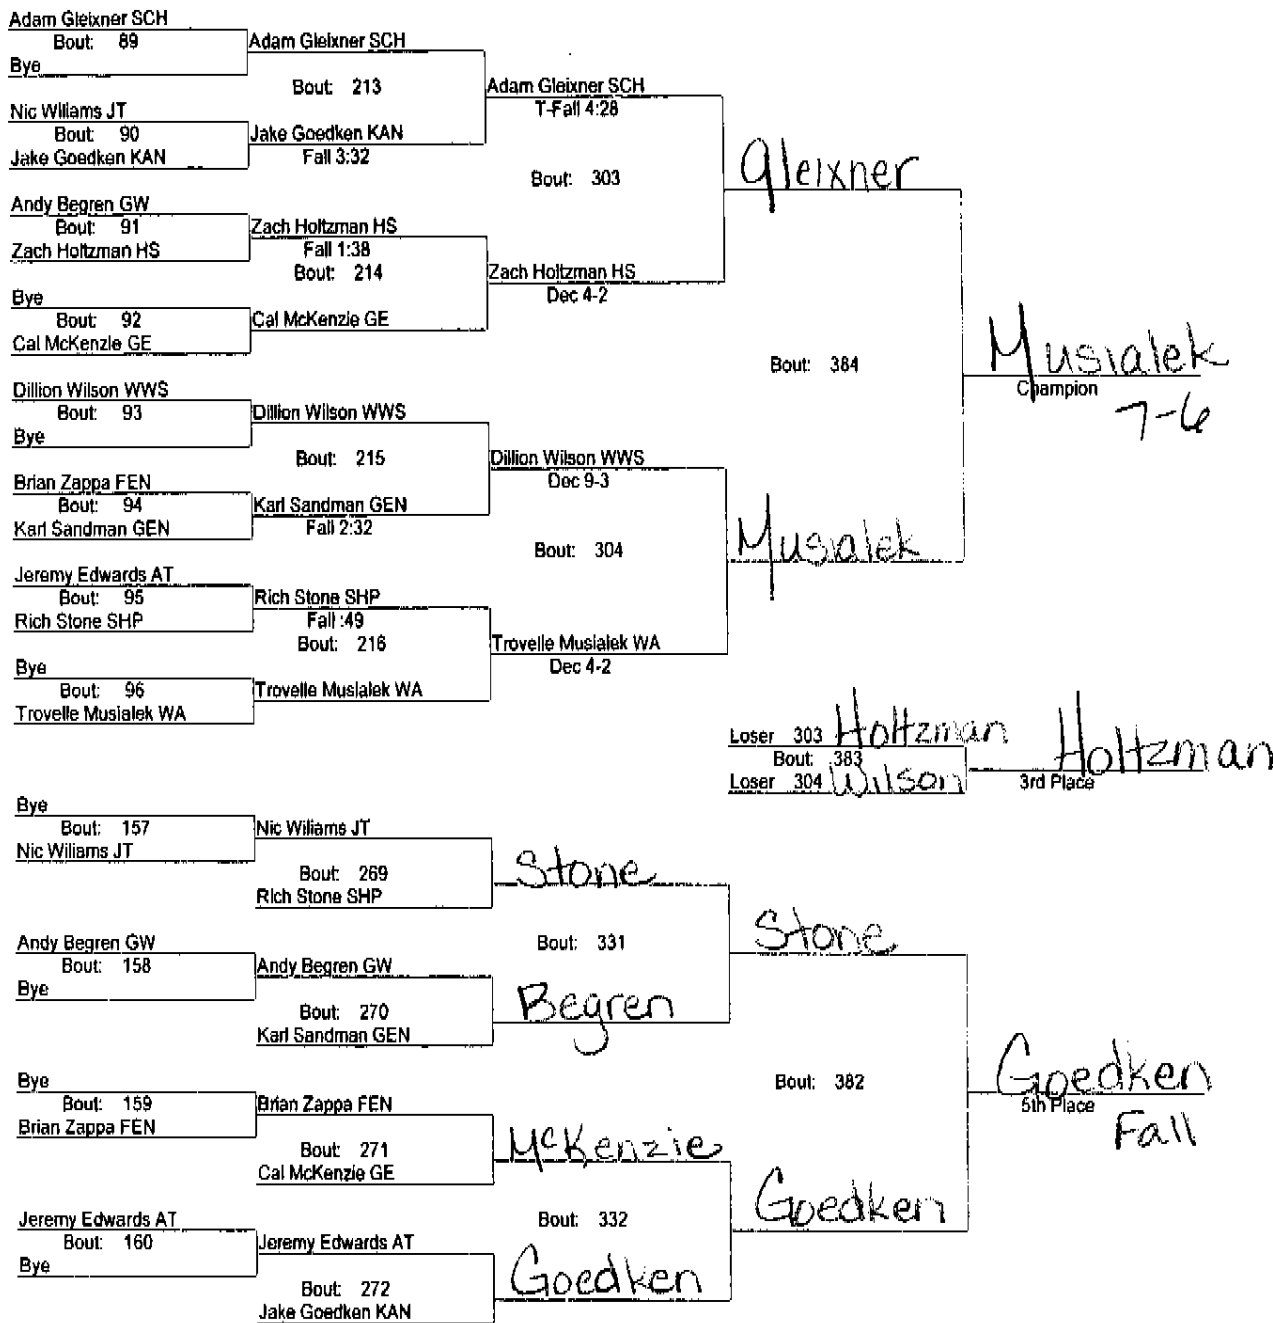 Adam Gleixner SCH
Bout: 89
Bye
Adam Gleixner SCH
Bout: 213
Nic Wiliams JT
Bout: 90
Jake Goedken KAN
Jake Goedken KAN
Fall 3:32
Adam Gleixner SCH
T-Fall 4:28
Bout: 303
Andy Begren GW
Bout: 91
Zach Holtzman HS
Zach Holtzman HS
Fall 1:38
Bout: 214
Bye
Bout: 92
Cal McKenzie GE
Cal McKenzie GE
Zach Holtzman HS
Dec 4-2
Gleixner
Bout: 384
Dillion Wilson WWS
Bout: 93
Bye
Dillion Wilson WWS
Bout: 215
Brian Zappa FEN
Bout: 94
Karl Sandman GEN
Karl Sandman GEN
Fall 2:32
Dillion Wilson WWS
Dec 9-3
Bout: 304
Jeremy Edwards AT
Bout: 95
Rich Stone SHP
Rich Stone SHP
Fall :49
Bout: 216
Bye
Bout: 96
Trovelle Musialek WA
Trovelle Musialek WA
Trovelle Musialek WA
Dec 4-2
Musialek
Musialek
Champion
7-6
Loser 303 Holtzman
Bout: 383
Loser 304 Wilson
Holtzman
3rd Place
Bye
Bout: 157
Nic Wiliams JT
Nic Wiliams JT
Bout: 269
Rich Stone SHP
Stone
Bout: 331
Andy Begren GW
Bout: 158
Bye
Andy Begren GW
Bout: 270
Karl Sandman GEN
Begren
Stone
Bout: 382
Bye
Bout: 159
Brian Zappa FEN
Brian Zappa FEN
Bout: 271
Cal McKenzie GE
McKenzie
Bout: 332
Jeremy Edwards AT
Bout: 160
Bye
Jeremy Edwards AT
Bout: 272
Jake Goedken KAN
Goedken
Goedken
Goedken
5th Place
Fall